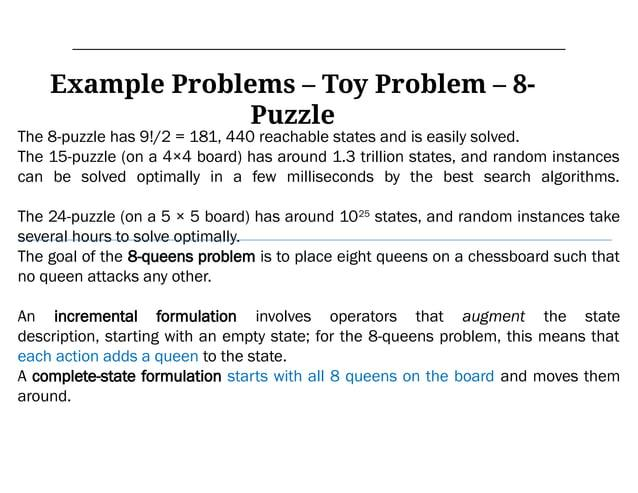 Example Problems – Toy Problem – 8-
Puzzle
The 8-puzzle has 9!/2 = 181, 440 reachable states and is easily solved.
The 15-puzzle (on a 4×4 board) has around 1.3 trillion states, and random instances
can be solved optimally in a few milliseconds by the best search algorithms.
The 24-puzzle (on a 5 × 5 board) has around 10²⁵ states, and random instances take
several hours to solve optimally.
The goal of the 8-queens problem is to place eight queens on a chessboard such that
no queen attacks any other.
An incremental formulation involves operators that augment the state
description, starting with an empty state; for the 8-queens problem, this means that
each action adds a queen to the state.
A complete-state formulation starts with all 8 queens on the board and moves them
around.